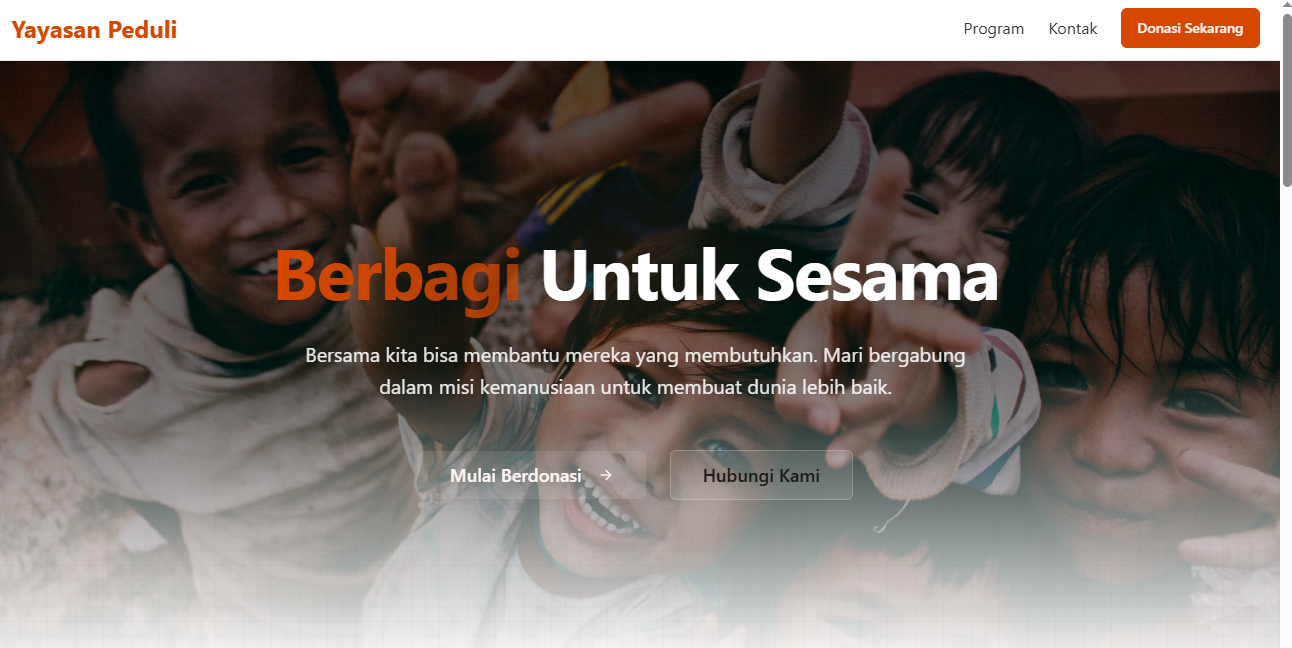 Yayasan Peduli
Program
Kontak
Donasi Sekarang
Berbagi Untuk Sesama
Bersama kita bisa membantu mereka yang membutuhkan. Mari bergabung
dalam misi kemanusiaan untuk membuat dunia lebih baik.
Mulai Berdonasi →
Hubungi Kami